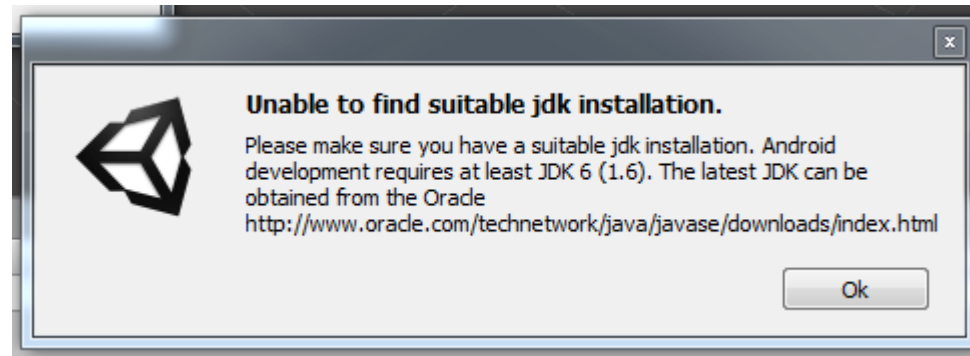 x
Unable to find suitable jdk installation.
Please make sure you have a suitable jdk installation. Android
development requires at least JDK 6 (1.6). The latest JDK can be
obtained from the Oracle
http://www.oracle.com/technetwork/java/javase/downloads/index.html
Ok